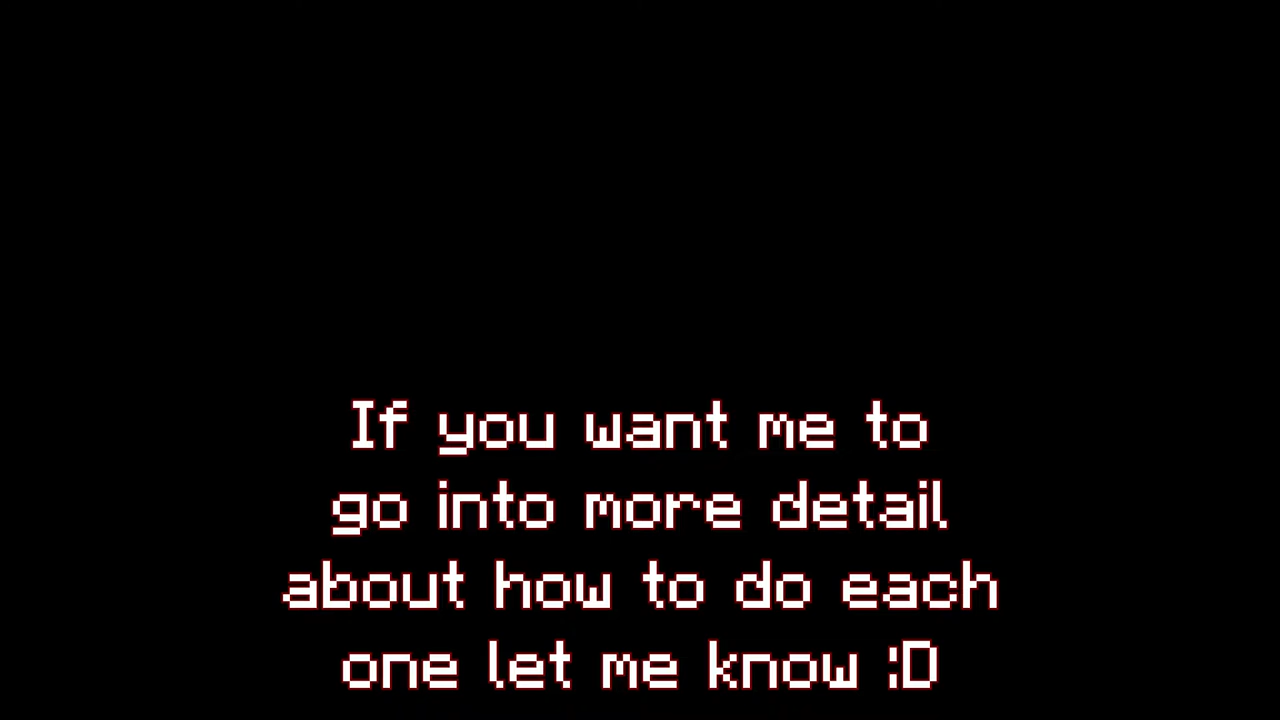 If you want me to
go into more detail
about how to do each
one let me know :D